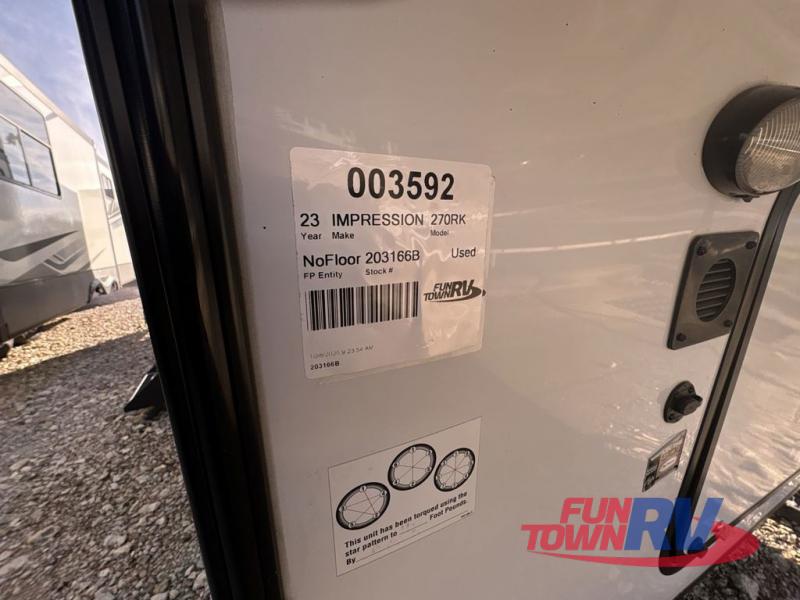 003592
23 IMPRESSION 270RK
Year Make Model
NoFloor 203166B Used
FP Entity Stock #
FUN TOWN RV
203166B
This unit has been torqued using the
star pattern to Foot Pounds.
By
FUN
TOWN RV